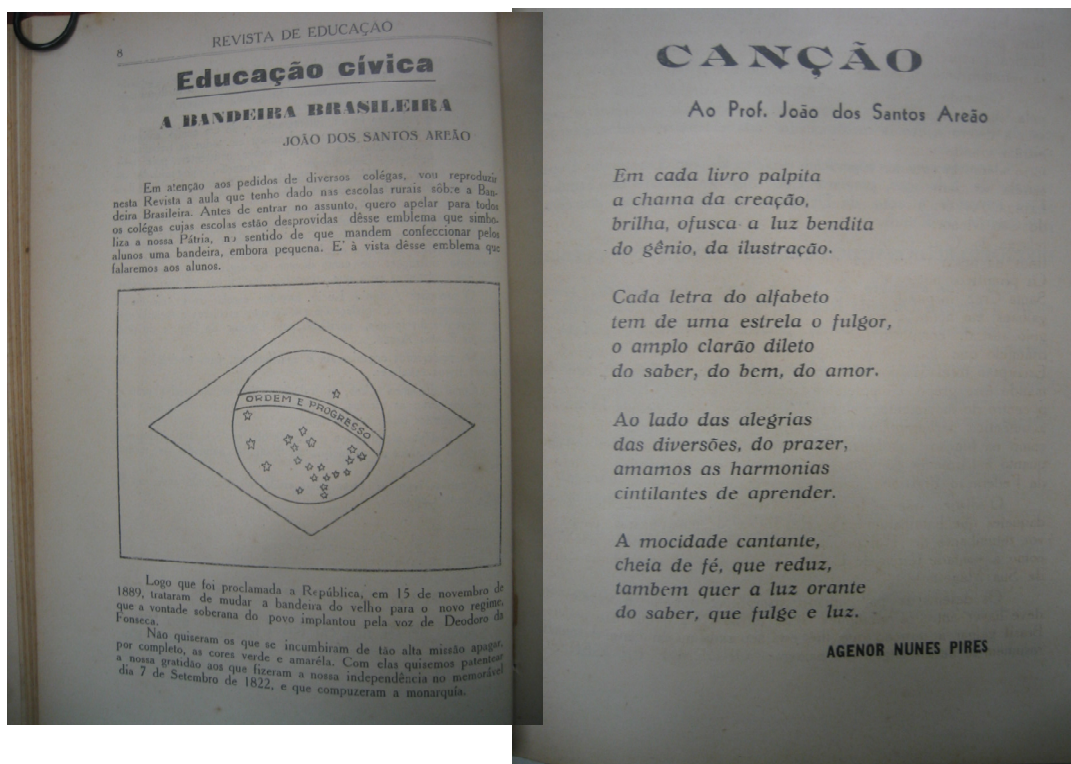 8
REVISTA DE EDUCAÇÃO
Educação cívica
A BANDEIRA BRASILEIRA
JOÃO DOS SANTOS AREÃO
Em atenção aos pedidos de diversos colégas, vou reproduzir
nesta Revista a aula que tenho dado nas escolas rurais sôbre a Ban-
deira Brasileira. Antes de entrar no assunto, quero apelar para todos
os colégas cujas escolas estão desprovidas dêsse emblema que simbo-
liza a nossa Pátria, no sentido de que mandem confeccionar pelos
alunos uma bandeira, embora pequena. E' à vista dêsse emblema que
falaremos aos alunos.
ORDEM E PROGRESSO
Logo que foi proclamada a República, em 15 de novembro de
1889, trataram de mudar a bandeira do velho para o novo regime,
que a vontade soberana do povo implantou pela voz de Deodoro da
Fonseca.
Não quiseram os que se incumbiram de tão alta missão apagar,
por completo, as cores verde e amaréla. Com elas quisemos patentear
a nossa gratidão aos que fizeram a nossa independência no memorável
dia 7 de Setembro de 1822, e que compuzeram a monarquia.
CANÇÃO
Ao Prof. João dos Santos Areão
Em cada livro palpita
a chama da creação,
brilha, ofusca a luz bendita
do gênio, da ilustração.
Cada letra do alfabeto
tem de uma estrela o fulgor,
o amplo clarão dileto
do saber, do bem, do amor.
Ao lado das alegrias
das diversões, do prazer,
amamos as harmonias
cintilantes de aprender.
A mocidade cantante,
cheia de fé, que reduz,
tambem quer a luz orante
do saber, que fulge e luz.
AGENOR NUNES PIRES